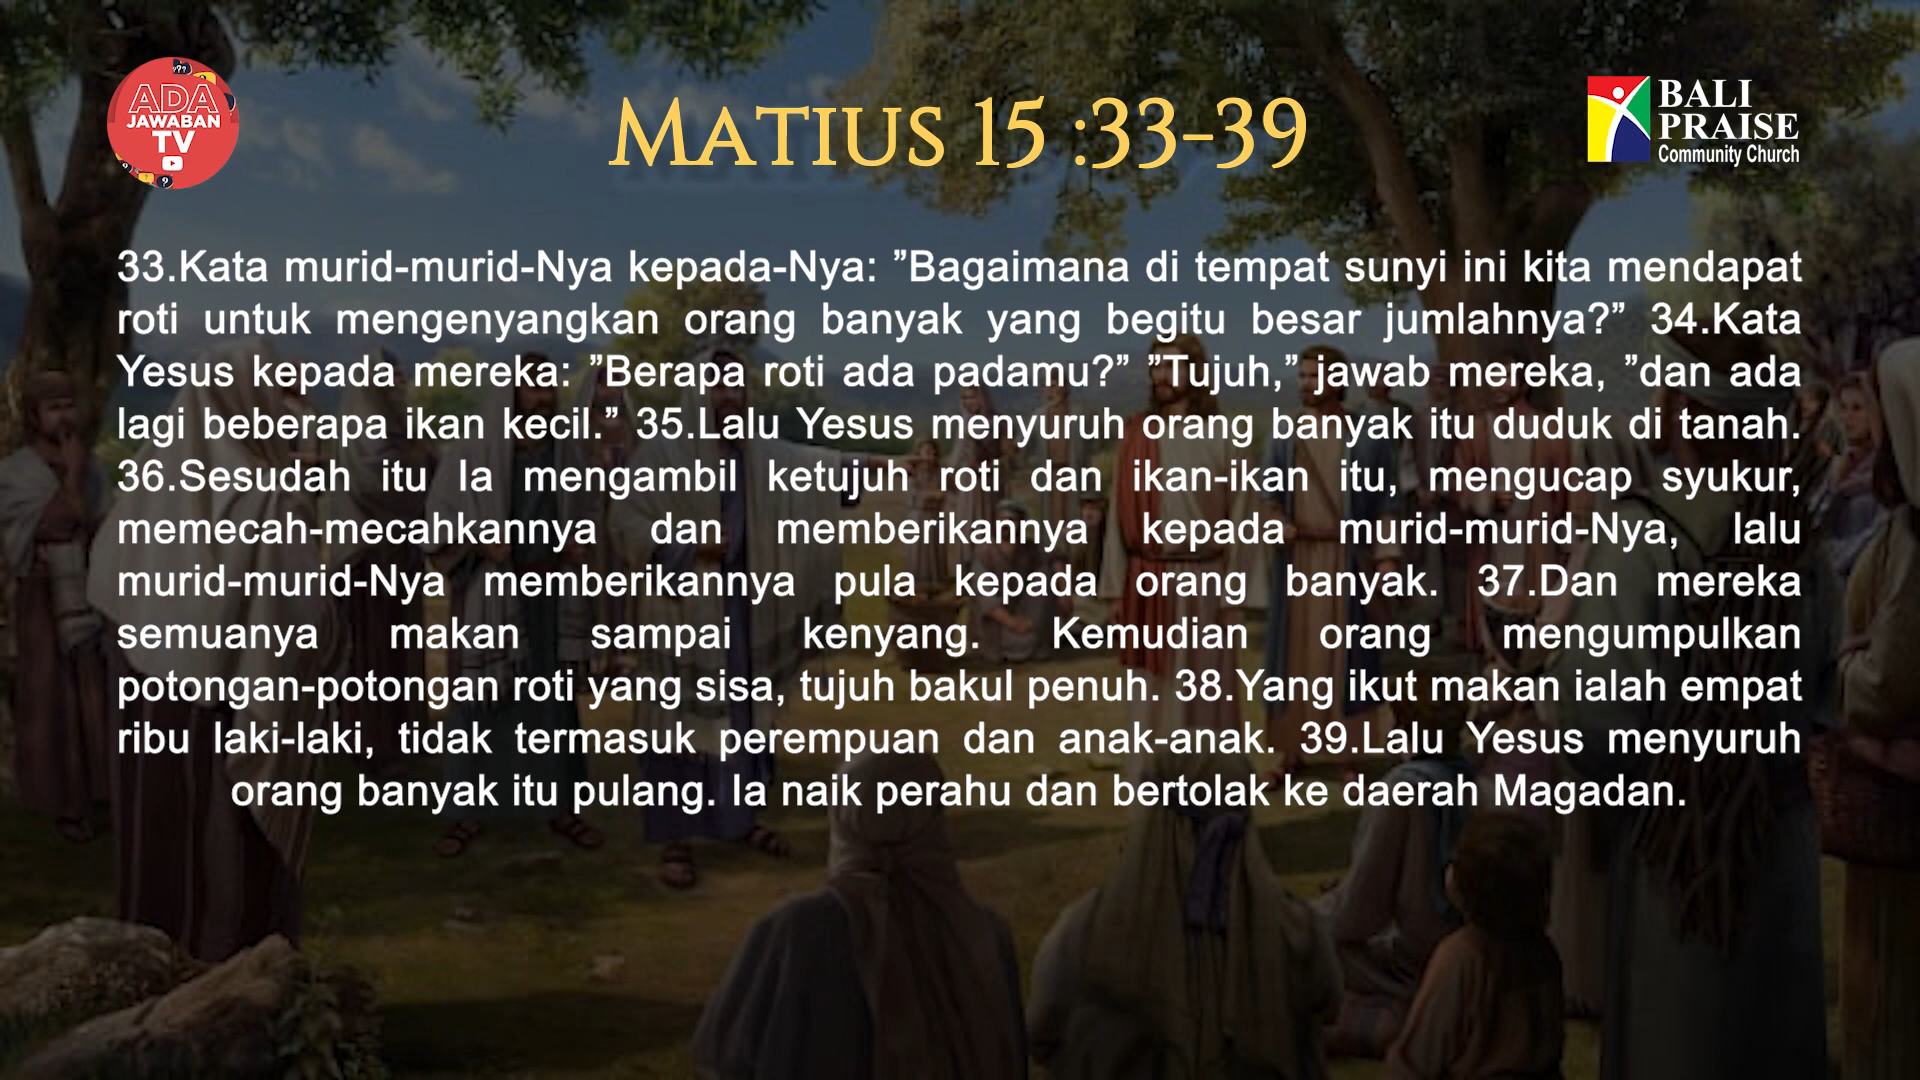 ADA
JAWABAN
TV
Matius 15 :33-39
BALI
PRAISE
Community Church
33.Kata murid-murid-Nya kepada-Nya: ”Bagaimana di tempat sunyi ini kita mendapat
roti untuk mengenyangkan orang banyak yang begitu besar jumlahnya?” 34.Kata
Yesus kepada mereka: ”Berapa roti ada padamu?” ”Tujuh,” jawab mereka, ”dan ada
lagi beberapa ikan kecil.” 35.Lalu Yesus menyuruh orang banyak itu duduk di tanah.
36.Sesudah itu Ia mengambil ketujuh roti dan ikan-ikan itu, mengucap syukur,
memecah-mecahkannya dan memberikannya kepada murid-murid-Nya, lalu
murid-murid-Nya memberikannya pula kepada orang banyak. 37.Dan mereka
semuanya makan sampai kenyang. Kemudian orang mengumpulkan
potongan-potongan roti yang sisa, tujuh bakul penuh. 38.Yang ikut makan ialah empat
ribu laki-laki, tidak termasuk perempuan dan anak-anak. 39.Lalu Yesus menyuruh
orang banyak itu pulang. Ia naik perahu dan bertolak ke daerah Magadan.